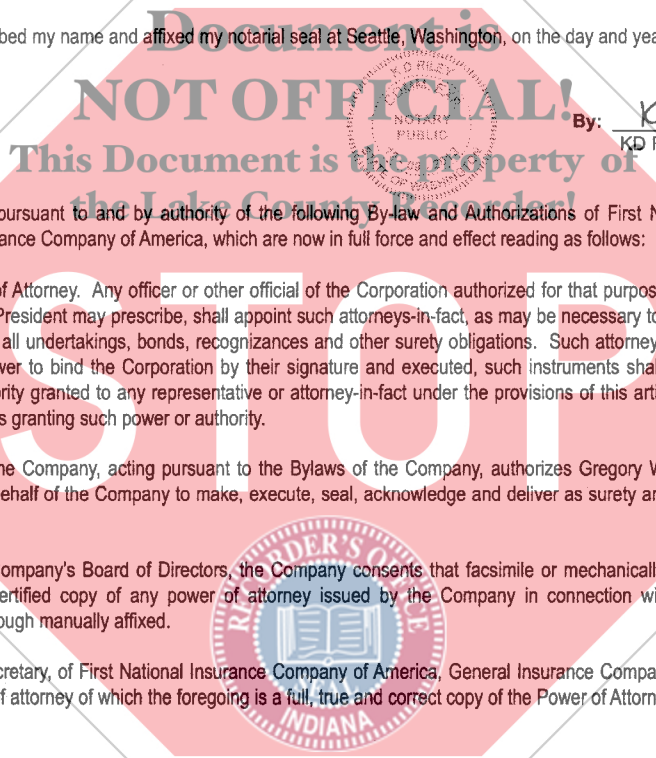 bed my name and affixed my notarial seal at Seattle, Washington, on the day and yea
Document is
NOT OFFICIAL!
This Document is the property of
the Lake County Recorder!
K D RILEY
NOTARY
PUBLIC
OF WASHINGTON
By: K
KD R
pursuant to and by authority of the following By-law and Authorizations of First N
ance Company of America, which are now in full force and effect reading as follows:
of Attorney. Any officer or other official of the Corporation authorized for that purpos
President may prescribe, shall appoint such attorneys-in-fact, as may be necessary to
all undertakings, bonds, recognizances and other surety obligations. Such attorney
wer to bind the Corporation by their signature and executed, such instruments shal
rity granted to any representative or attorney-in-fact under the provisions of this arti
s granting such power or authority.
STOP
he Company, acting pursuant to the Bylaws of the Company, authorizes Gregory W
ehalf of the Company to make, execute, seal, acknowledge and deliver as surety an
ompany's Board of Directors, the Company consents that facsimile or mechanicall
ertified copy of any power of attorney issued by the Company in connection wi
ough manually affixed.
RECORDER'S OFFICE
INDIANA
cretary, of First National Insurance Company of America, General Insurance Compa
f attorney of which the foregoing is a full, true and correct copy of the Power of Attorn